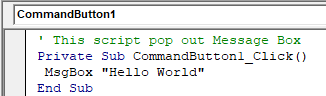 CommandButton1
' This script pop out Message Box
Private Sub CommandButton1_Click()
MsgBox "Hello World"
End Sub